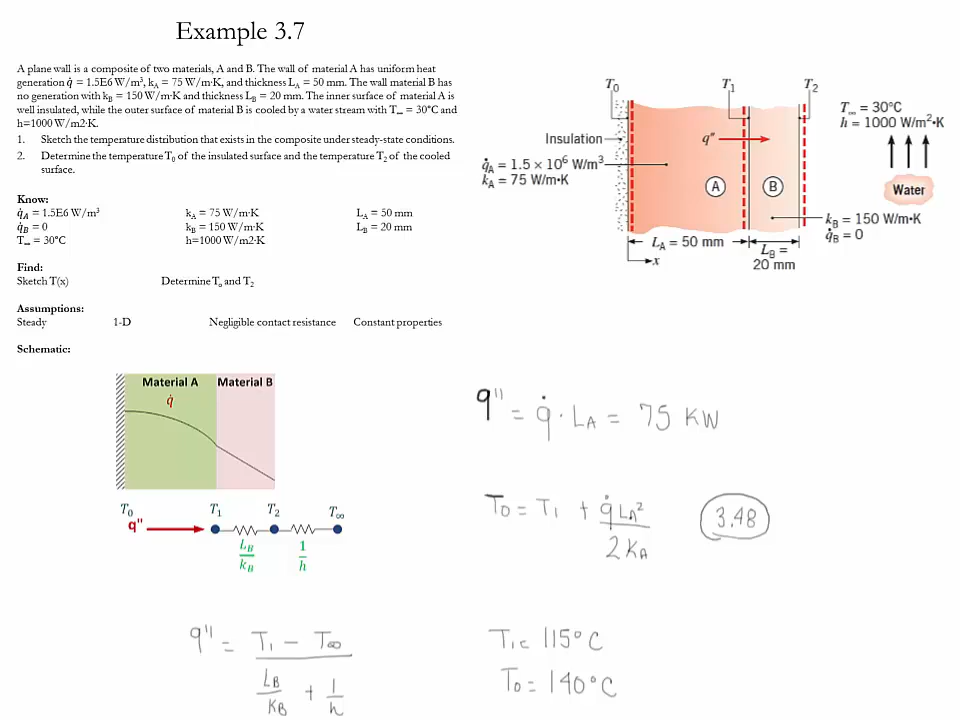 Example 3.7
A plane wall is a composite of two materials, A and B. The wall of material A has uniform heat
generation q̇ = 1.5E6 W/m³, kA = 75 W/m·K, and thickness LA = 50 mm. The wall material B has
no generation with kB = 150 W/m·K and thickness LB = 20 mm. The inner surface of material A is
well insulated, while the outer surface of material B is cooled by a water stream with T∞ = 30°C and
h=1000 W/m2·K.
1. Sketch the temperature distribution that exists in the composite under steady-state conditions.
2. Determine the temperature T0 of the insulated surface and the temperature T2 of the cooled
surface.
Know:
q̇A = 1.5E6 W/m³ kA = 75 W/m·K LA = 50 mm
q̇B = 0 kB = 150 W/m·K LB = 20 mm
T∞ = 30°C h=1000 W/m2·K
Find:
Sketch T(x) Determine To and T2
Assumptions:
Steady 1-D Negligible contact resistance Constant properties
Schematic:
Material A Material B
q̇
T0 T1 T2 T∞
q"
LB/kB 1/h
q" = (T1 − T∞) / (LB/KB + 1/h)
T0 T1 T2
T∞ = 30°C
h = 1000 W/m²•K
Insulation
q"
q̇A = 1.5 × 10⁶ W/m³
kA = 75 W/m•K
A B
Water
kB = 150 W/m•K
q̇B = 0
LA = 50 mm
LB =
20 mm
x
q" = q̇ · LA = 75 KW
T0 = T1 + q̇ LA² / 2 KA 3.48
T1 = 115°C
T0 = 140°C